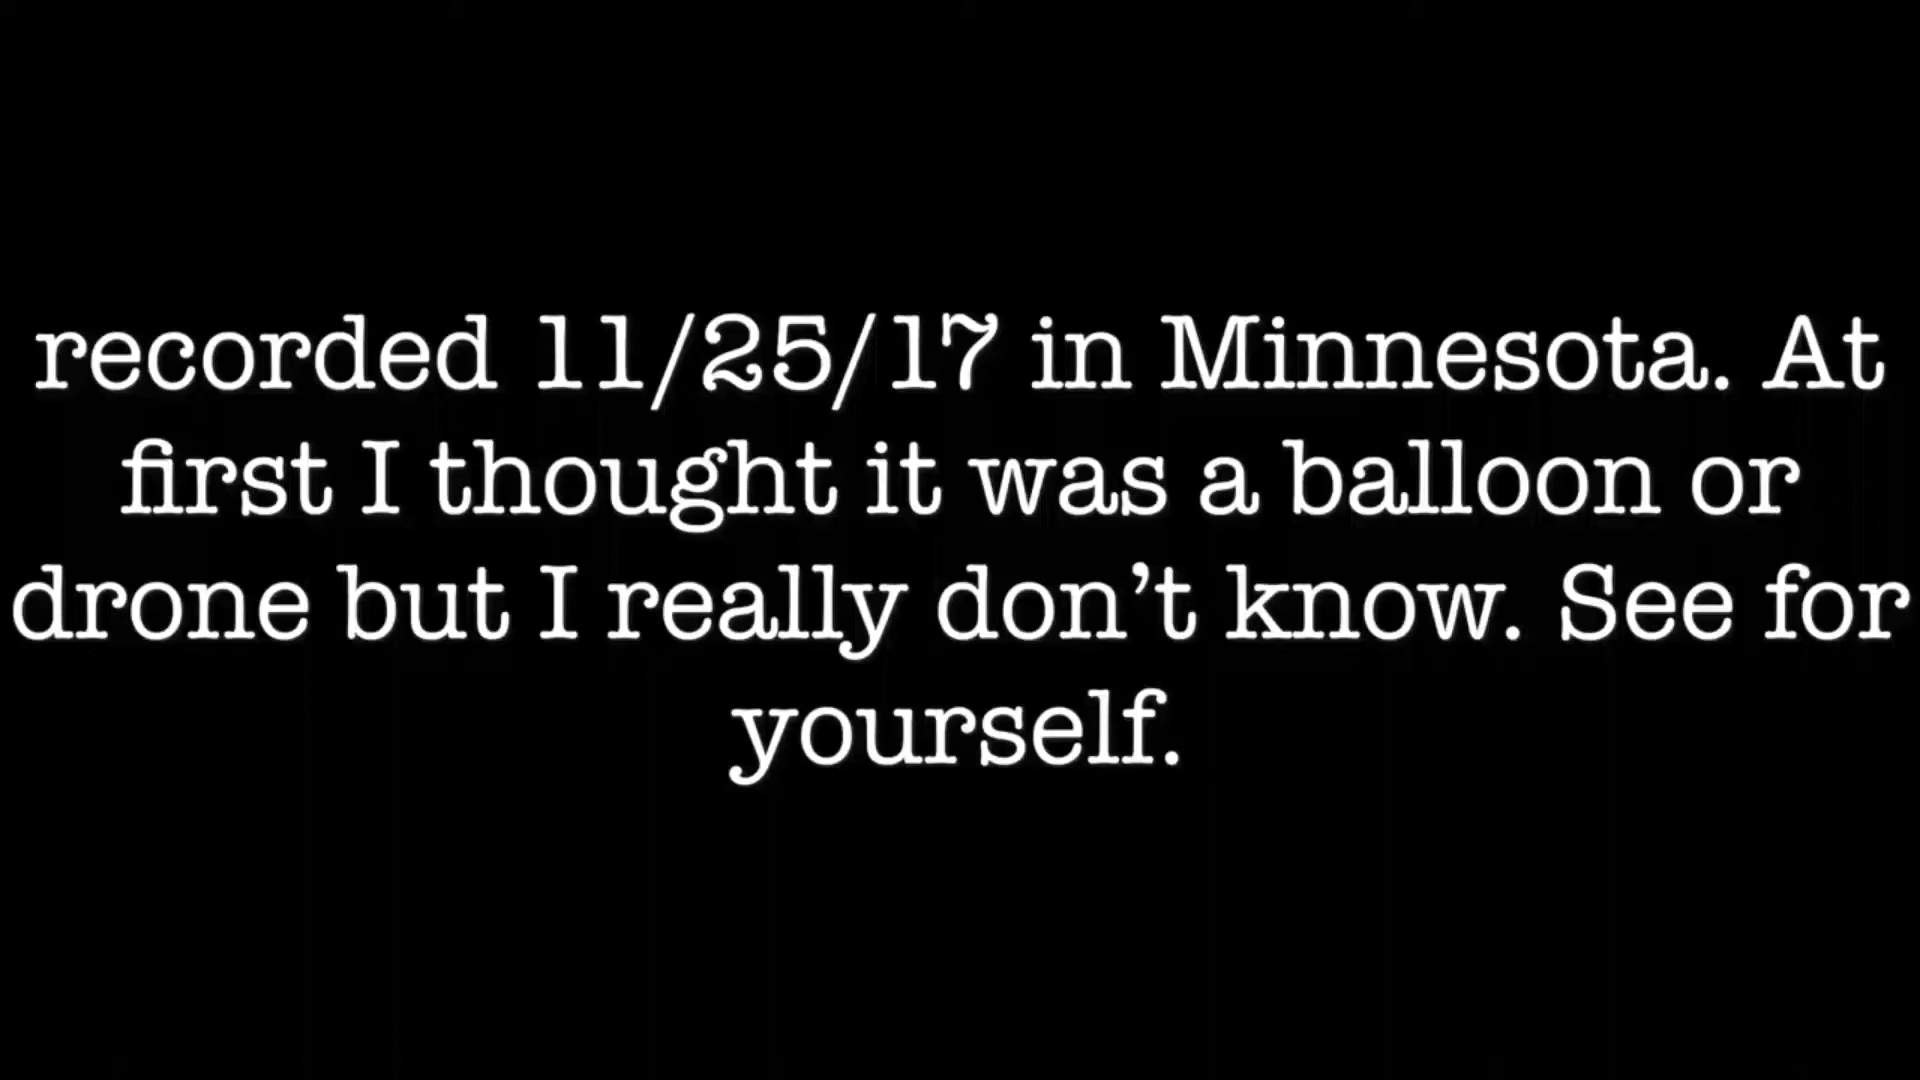 recorded 11/25/17 in Minnesota. At
first I thought it was a balloon or
drone but I really don’t know. See for
yourself.